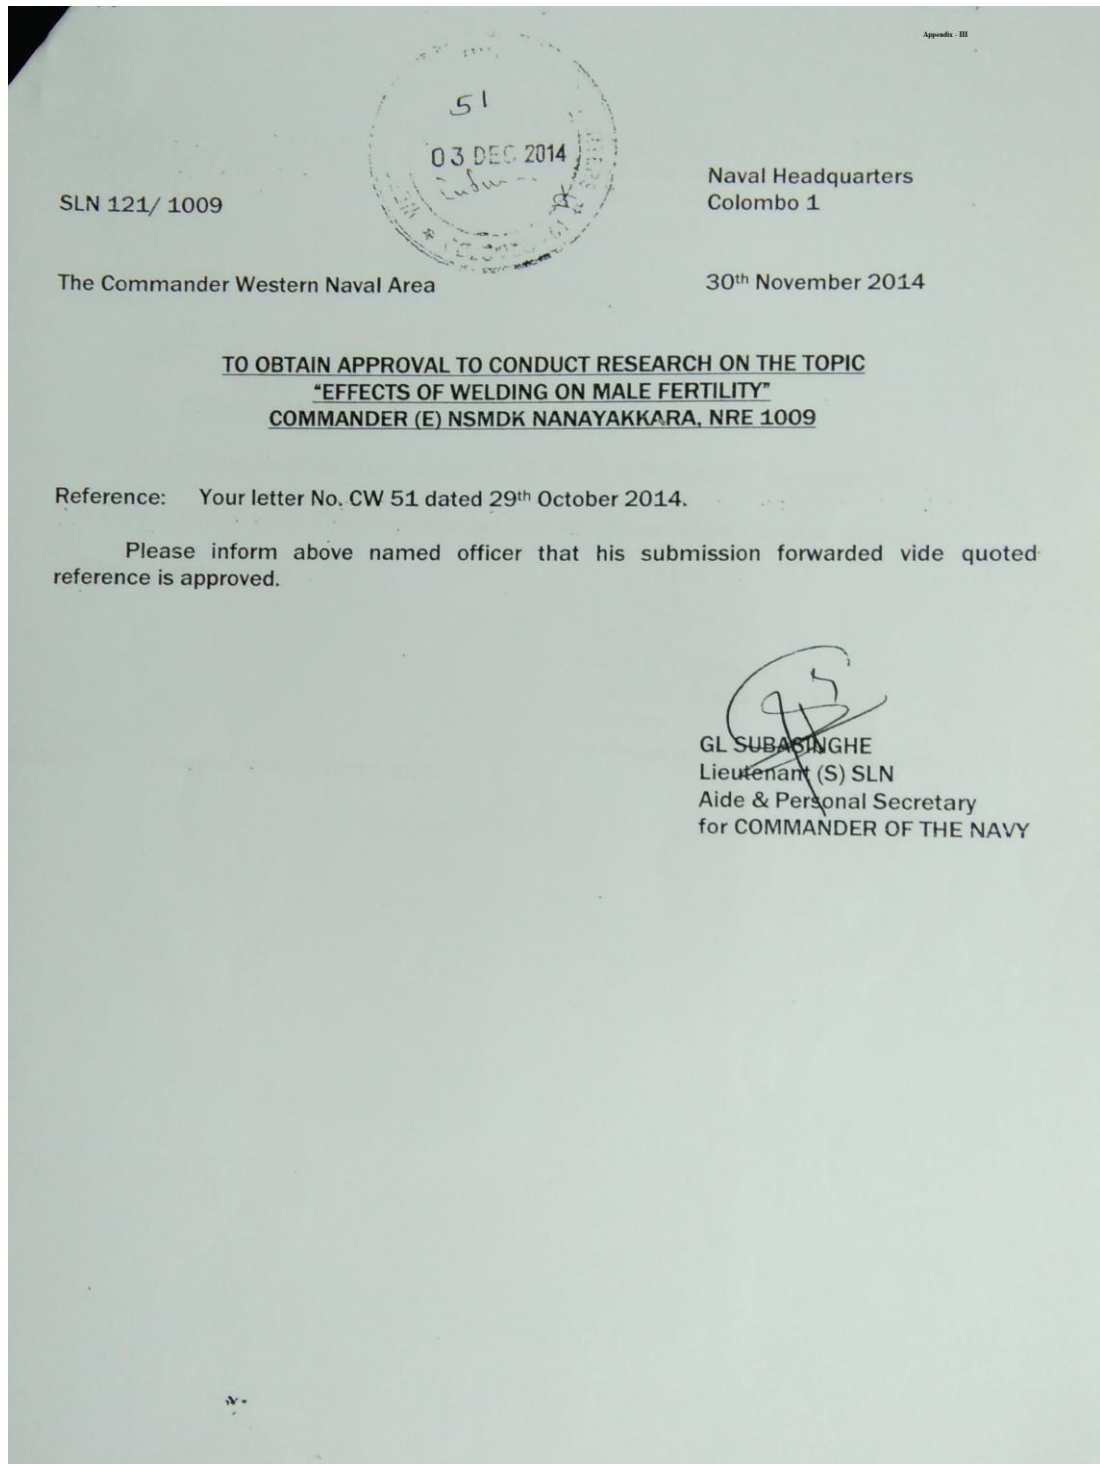 Appendix - III
51
03 DEC 2014
Naval Headquarters
SLN 121/ 1009
Colombo 1
The Commander Western Naval Area
30th November 2014
TO OBTAIN APPROVAL TO CONDUCT RESEARCH ON THE TOPIC
“EFFECTS OF WELDING ON MALE FERTILITY”
COMMANDER (E) NSMDK NANAYAKKARA, NRE 1009
Reference: Your letter No. CW 51 dated 29th October 2014.
Please inform above named officer that his submission forwarded vide quoted
reference is approved.
GL SUBASINGHE
Lieutenant (S) SLN
Aide & Personal Secretary
for COMMANDER OF THE NAVY